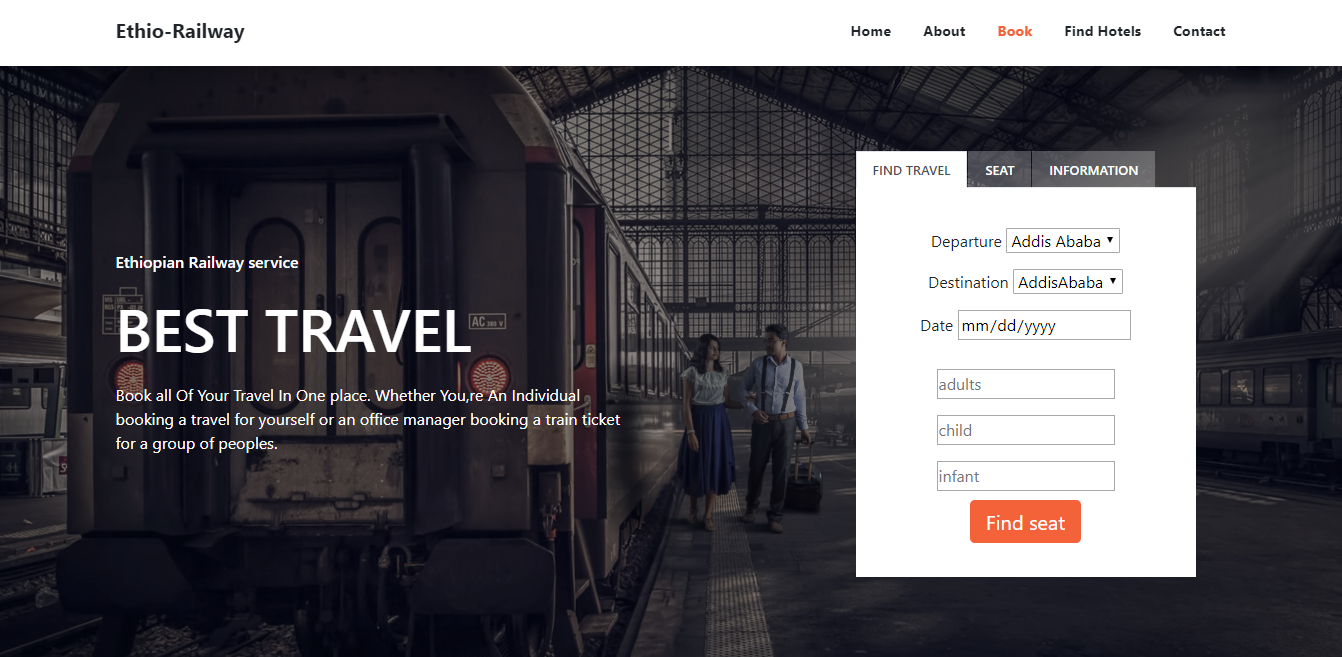 Ethio-Railway
Home About Book Find Hotels Contact
FIND TRAVEL SEAT INFORMATION
Ethiopian Railway service
BEST TRAVEL
AC 380 V
Book all Of Your Travel In One place. Whether You,re An Individual
booking a travel for yourself or an office manager booking a train ticket
for a group of peoples.
Departure Addis Ababa
Destination AddisAbaba
Date mm/dd/yyyy
adults
child
infant
Find seat